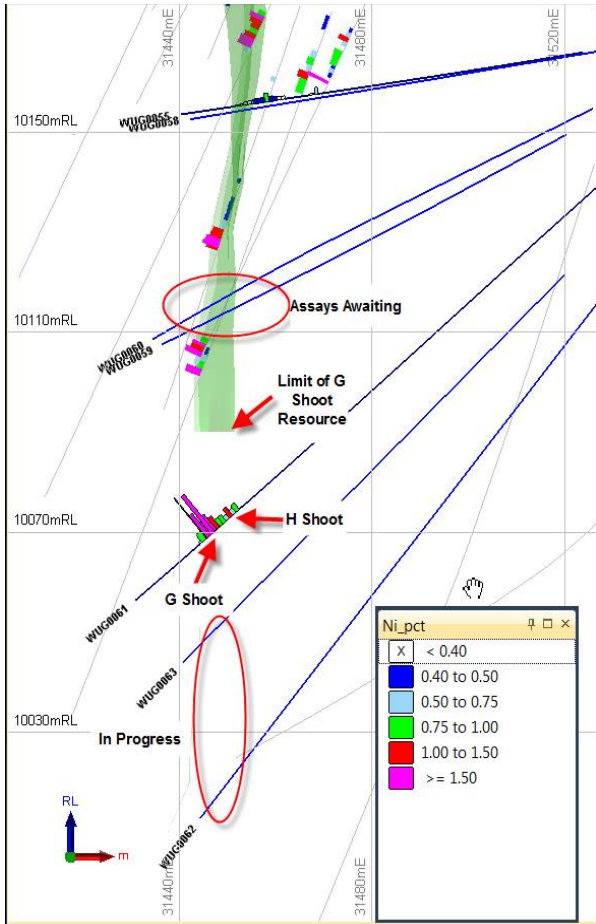 31440mE
31480mE
31520mE
WUG0055
WUG0058
10150mRL
Assays Awaiting
10110mRL
WUG0060
WUG0059
Limit of G
Shoot
Resource
H Shoot
10070mRL
G Shoot
WUG0061
WUG0063
10030mRL
In Progress
WUG0062
Ni_pct
X < 0.40
0.40 to 0.50
0.50 to 0.75
0.75 to 1.00
1.00 to 1.50
>= 1.50
RL
m
31440mE
31480mE